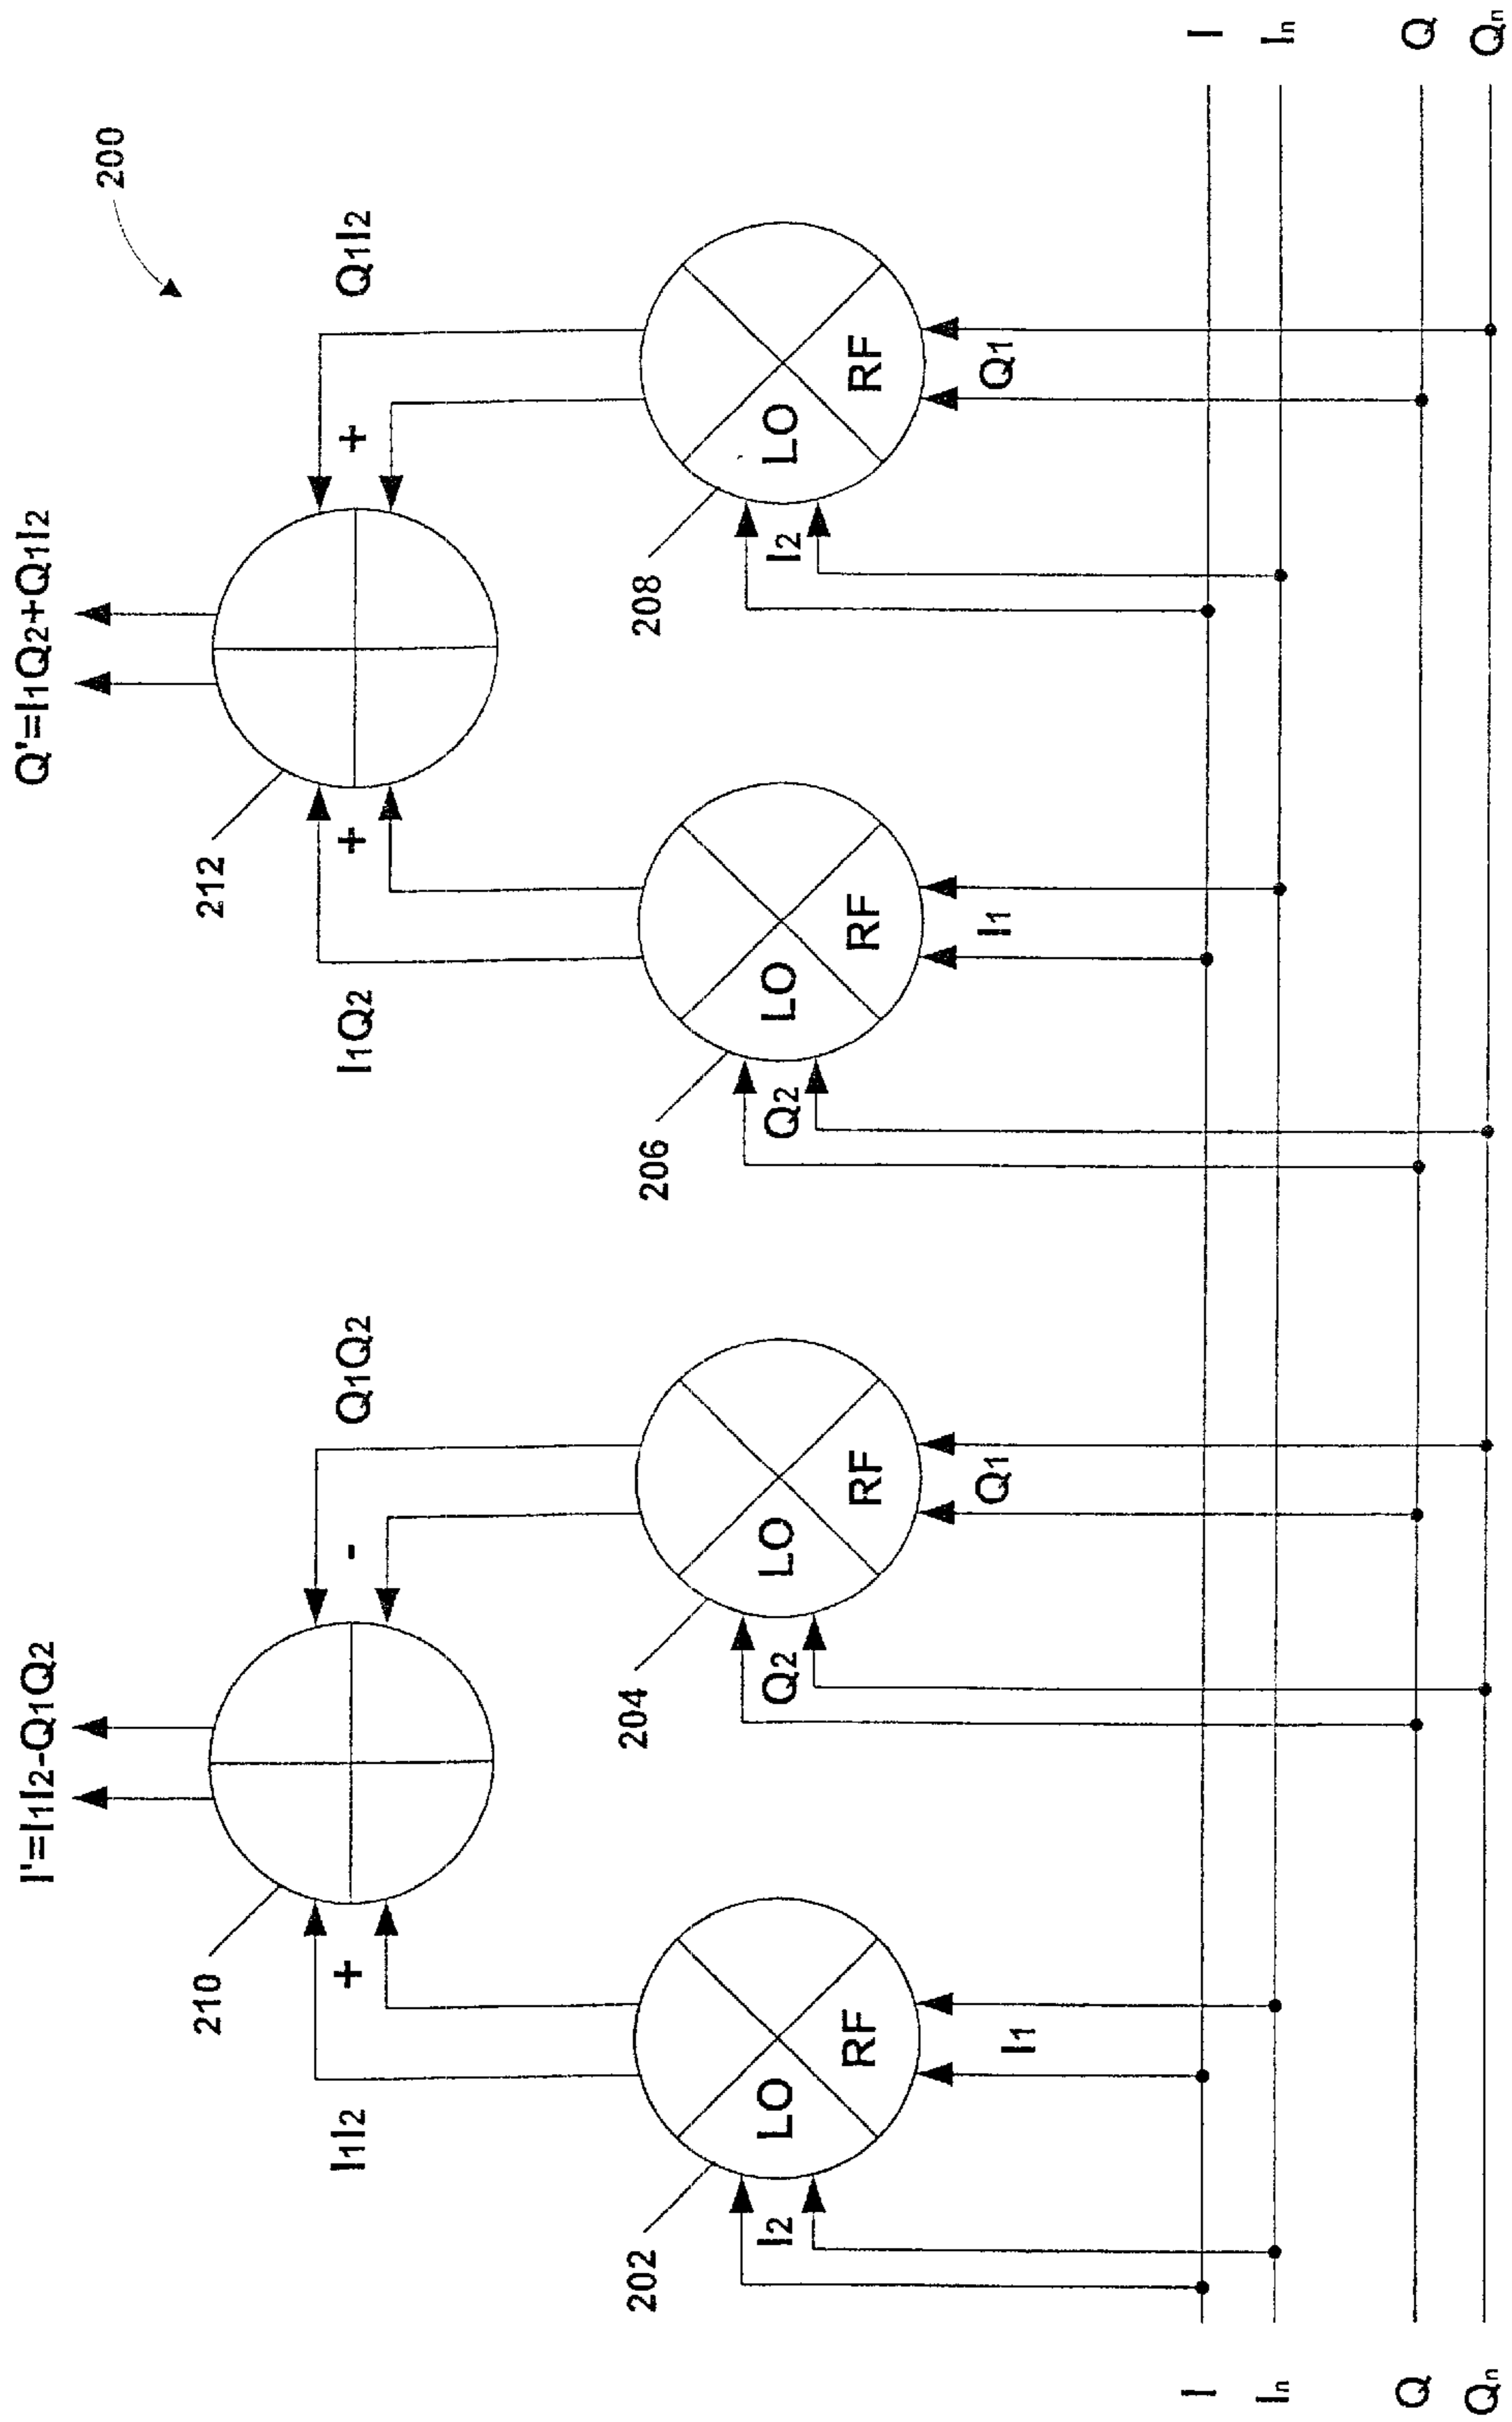 200
I'=I1I2-Q1Q2
Q'=I1Q2+Q1I2
210
212
I1I2
+
-
Q1Q2
I1Q2
+
+
Q1I2
202
204
206
208
I2
LO
RF
I1
Q2
LO
RF
Q1
Q2
LO
RF
I1
I2
LO
RF
Q1
I
I
In
In
Q
Q
Qn
Qn